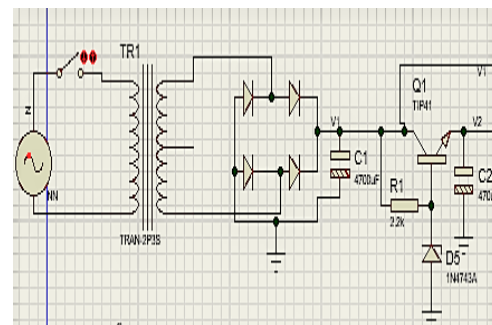 TR1
V1
Q1
TIP41
Z
V1
V2
C1
4700uF
C2
R1
2.2k
NN
TRAN-2P3S
D5
1N4743A